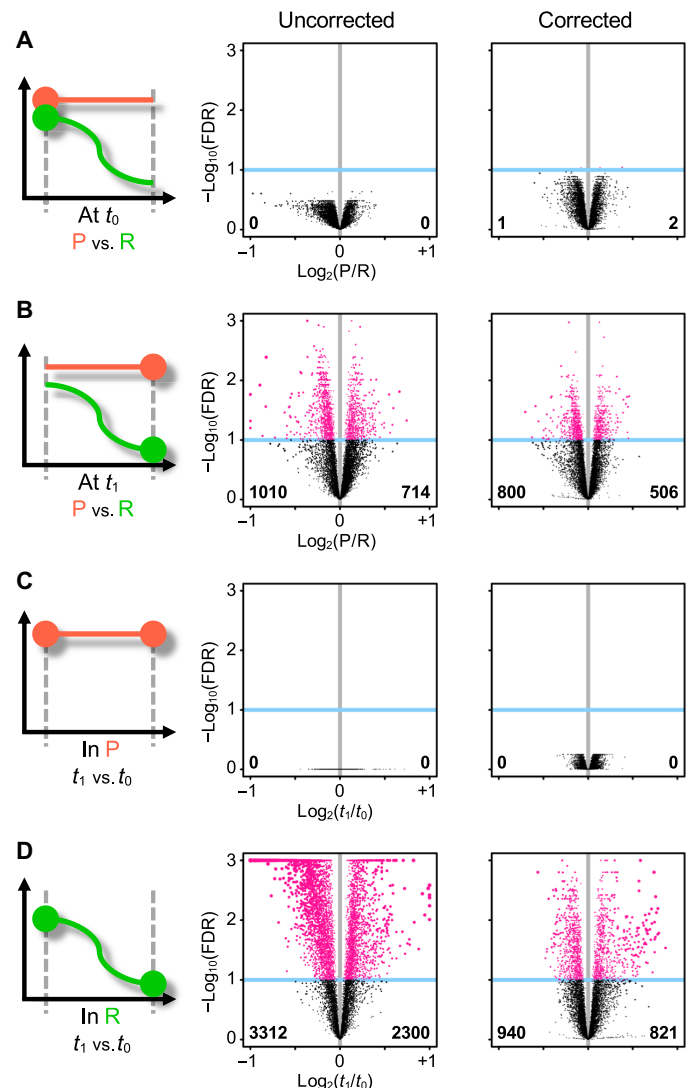 Uncorrected Corrected
A
3
2
1
0
−Log₁₀(FDR)
0 0
1 2
At t₀
P vs. R
−1 0 +1
Log₂(P/R)
B
3
2
1
0
−Log₁₀(FDR)
1010 714
800 506
At t₁
P vs. R
−1 0 +1
Log₂(P/R)
C
3
2
1
0
−Log₁₀(FDR)
0 0
0 0
In P
t₁ vs. t₀
−1 0 +1
Log₂(t₁/t₀)
D
3
2
1
0
−Log₁₀(FDR)
3312 2300
940 821
In R
t₁ vs. t₀
−1 0 +1
Log₂(t₁/t₀)